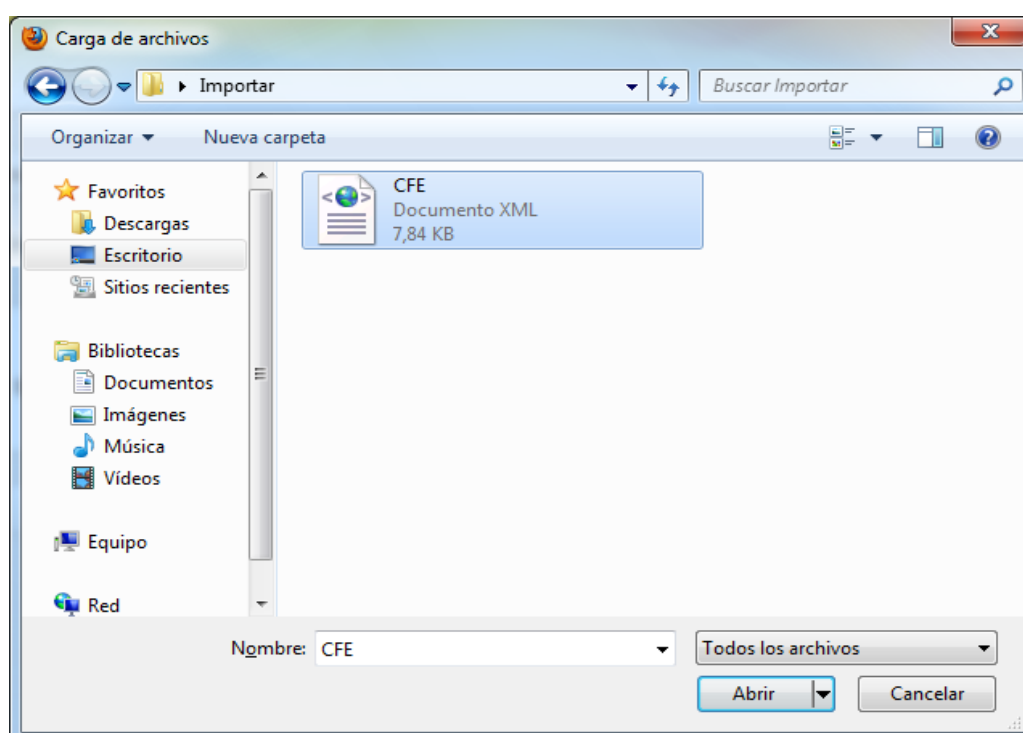 Carga de archivos
Importar
Buscar Importar
Organizar
Nueva carpeta
Favoritos
Descargas
Escritorio
Sitios recientes
Bibliotecas
Documentos
Imágenes
Música
Vídeos
Equipo
Red
CFE
Documento XML
7,84 KB
Nombre: CFE
Todos los archivos
Abrir
Cancelar